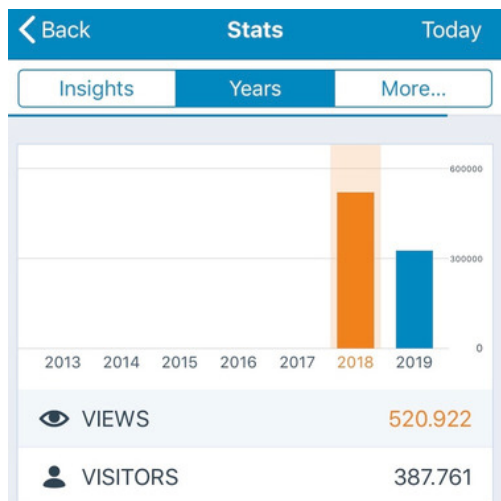 Back Stats Today
Insights Years More...
600000
300000
0
2013 2014 2015 2016 2017 2018 2019
VIEWS 520.922
VISITORS 387.761